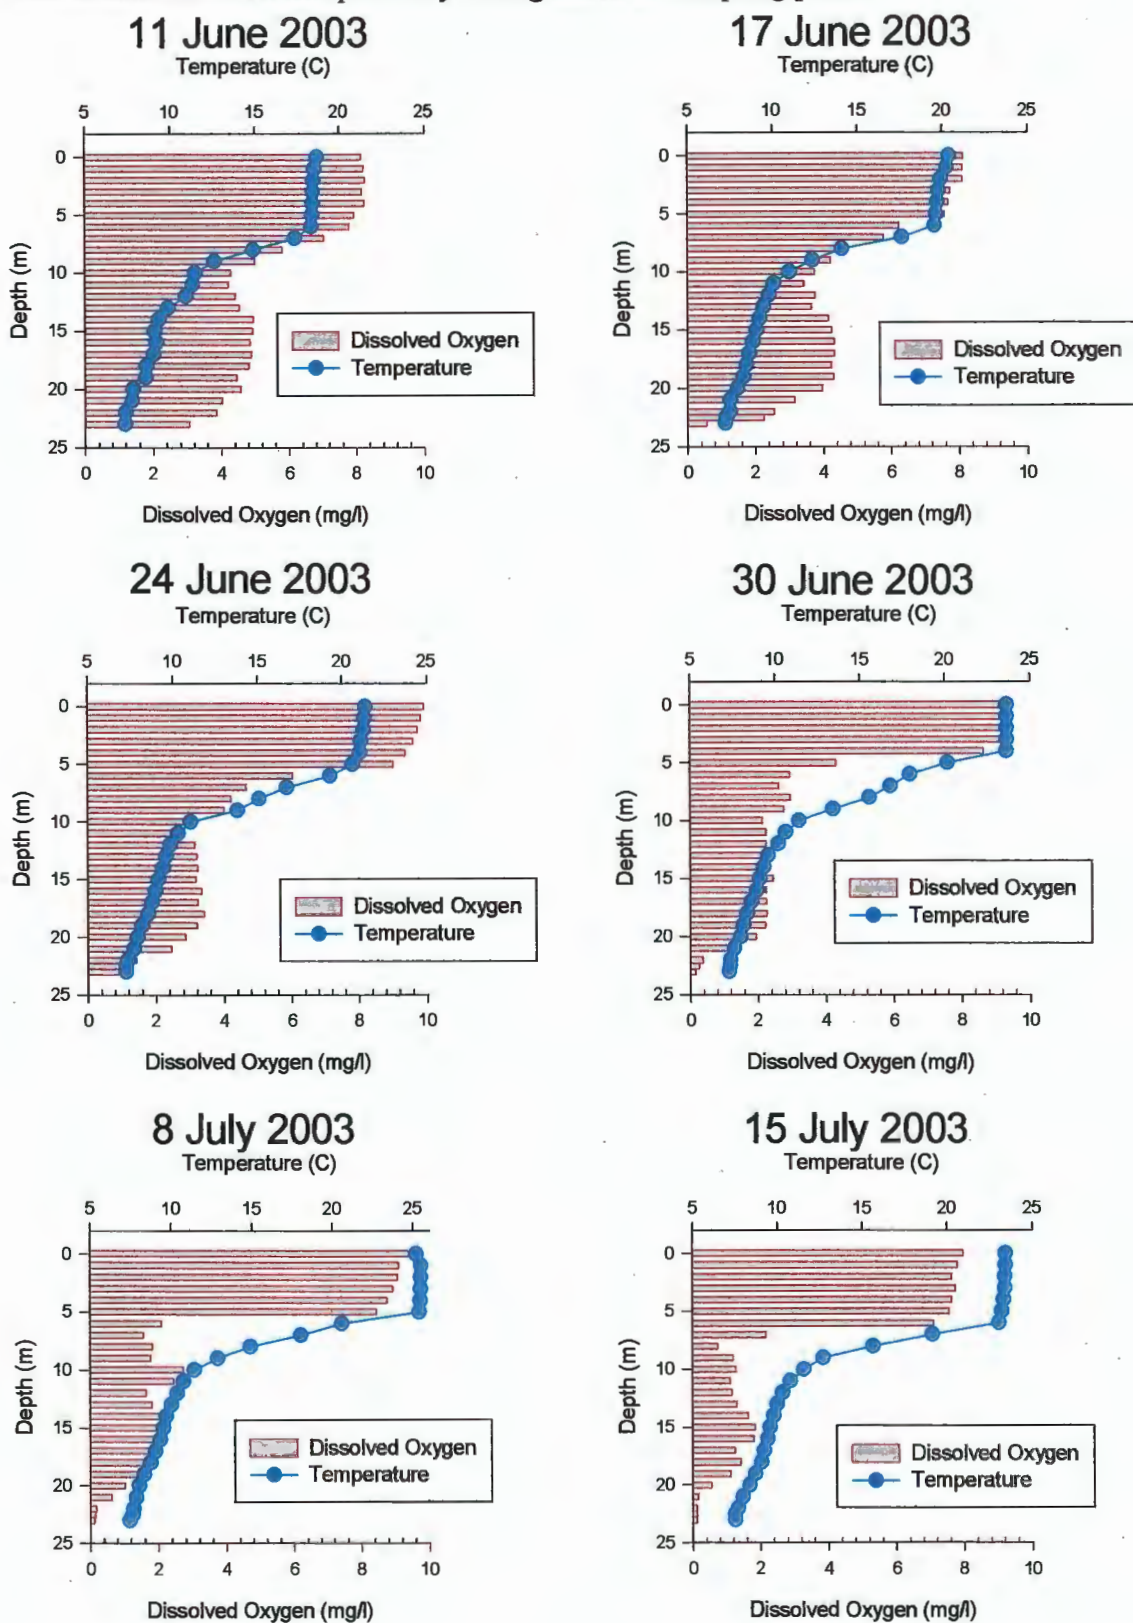 11 June 2003
Temperature (C)
5 10 15 20 25
0
5
10
15
20
25
Depth (m)
Dissolved Oxygen
Temperature
0 2 4 6 8 10
Dissolved Oxygen (mg/l)
17 June 2003
Temperature (C)
5 10 15 20 25
0
5
10
15
20
25
Depth (m)
Dissolved Oxygen
Temperature
0 2 4 6 8 10
Dissolved Oxygen (mg/l)
24 June 2003
Temperature (C)
5 10 15 20 25
0
5
10
15
20
25
Depth (m)
Dissolved Oxygen
Temperature
0 2 4 6 8 10
Dissolved Oxygen (mg/l)
30 June 2003
Temperature (C)
5 10 15 20 25
0
5
10
15
20
25
Depth (m)
Dissolved Oxygen
Temperature
0 2 4 6 8 10
Dissolved Oxygen (mg/l)
8 July 2003
Temperature (C)
5 10 15 20 25
0
5
10
15
20
25
Depth (m)
Dissolved Oxygen
Temperature
0 2 4 6 8 10
Dissolved Oxygen (mg/l)
15 July 2003
Temperature (C)
5 10 15 20 25
0
5
10
15
20
25
Depth (m)
Dissolved Oxygen
Temperature
0 2 4 6 8 10
Dissolved Oxygen (mg/l)